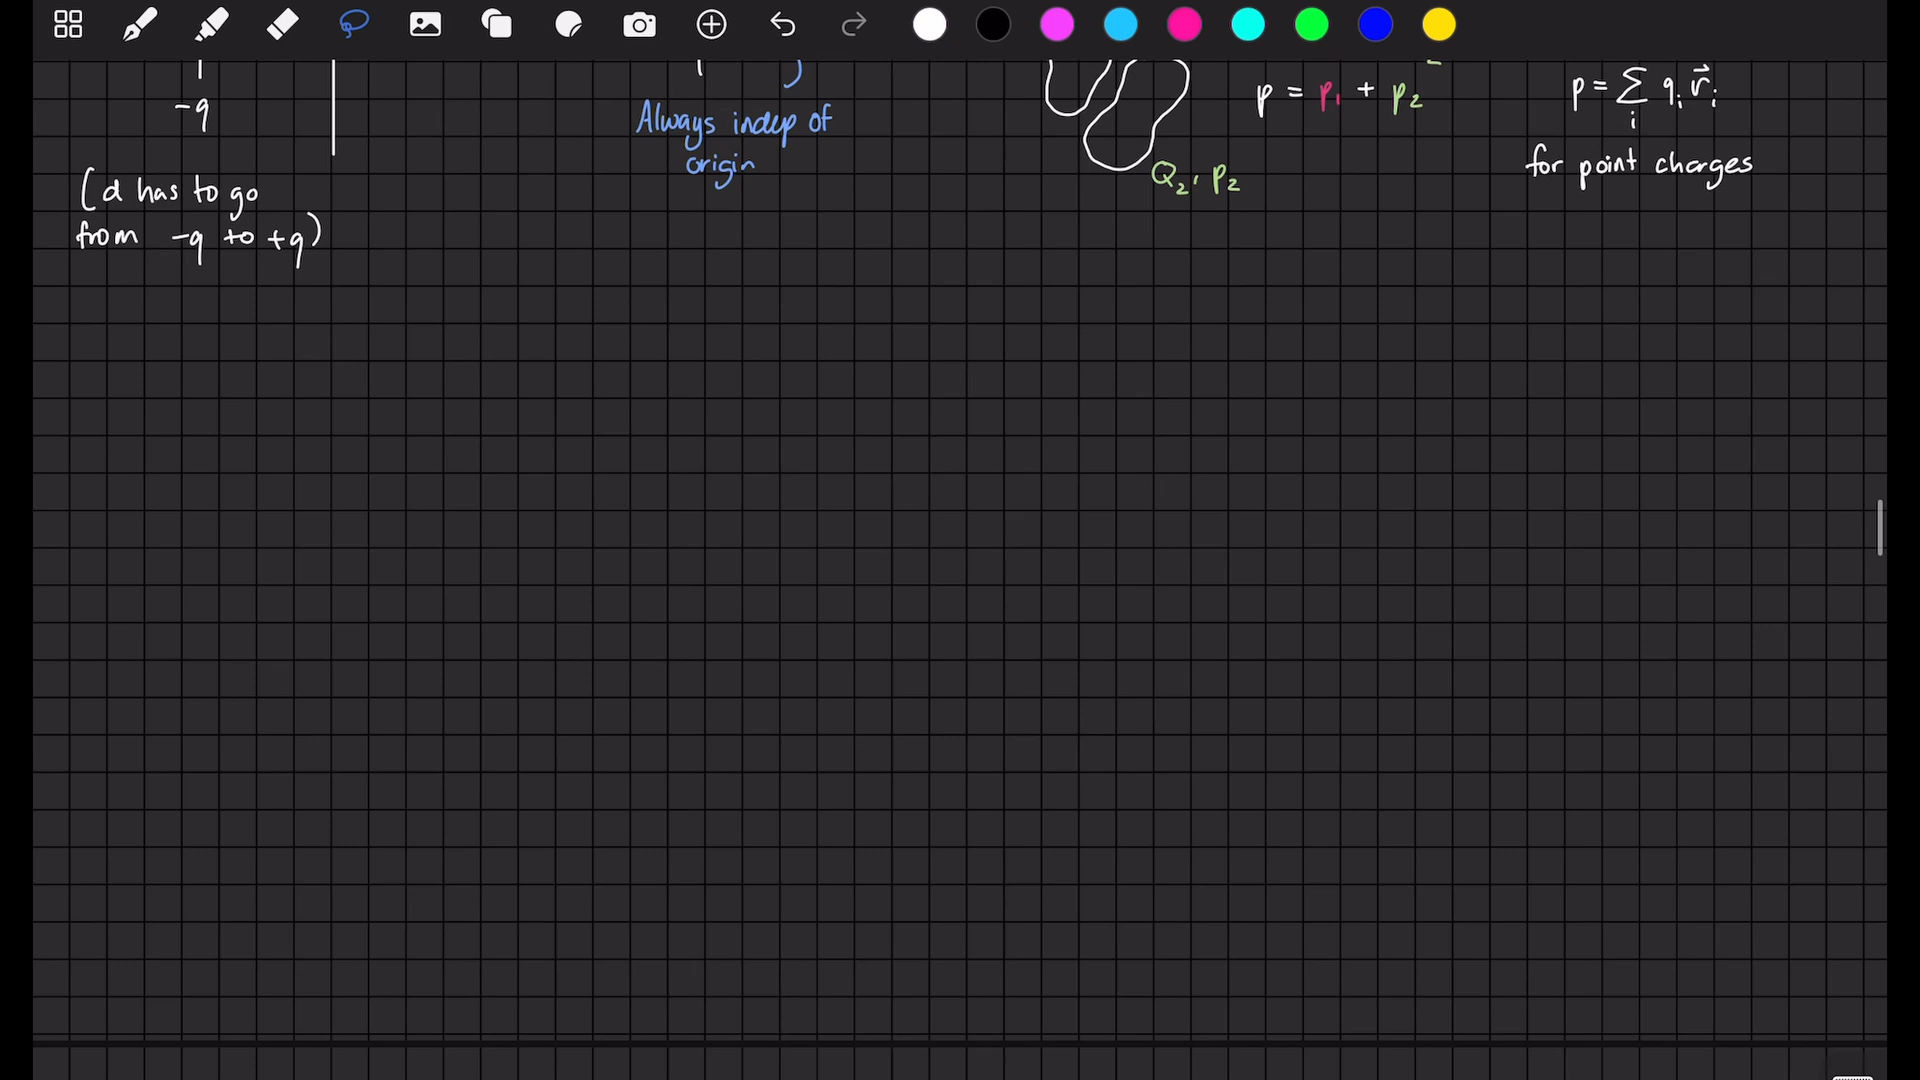 -q
(d has to go
from -q to +q)
Always indep of
origin
p = p₁ + p₂
Q₂, p₂
p = ∑ qᵢ r⃗ᵢ
i
for point charges